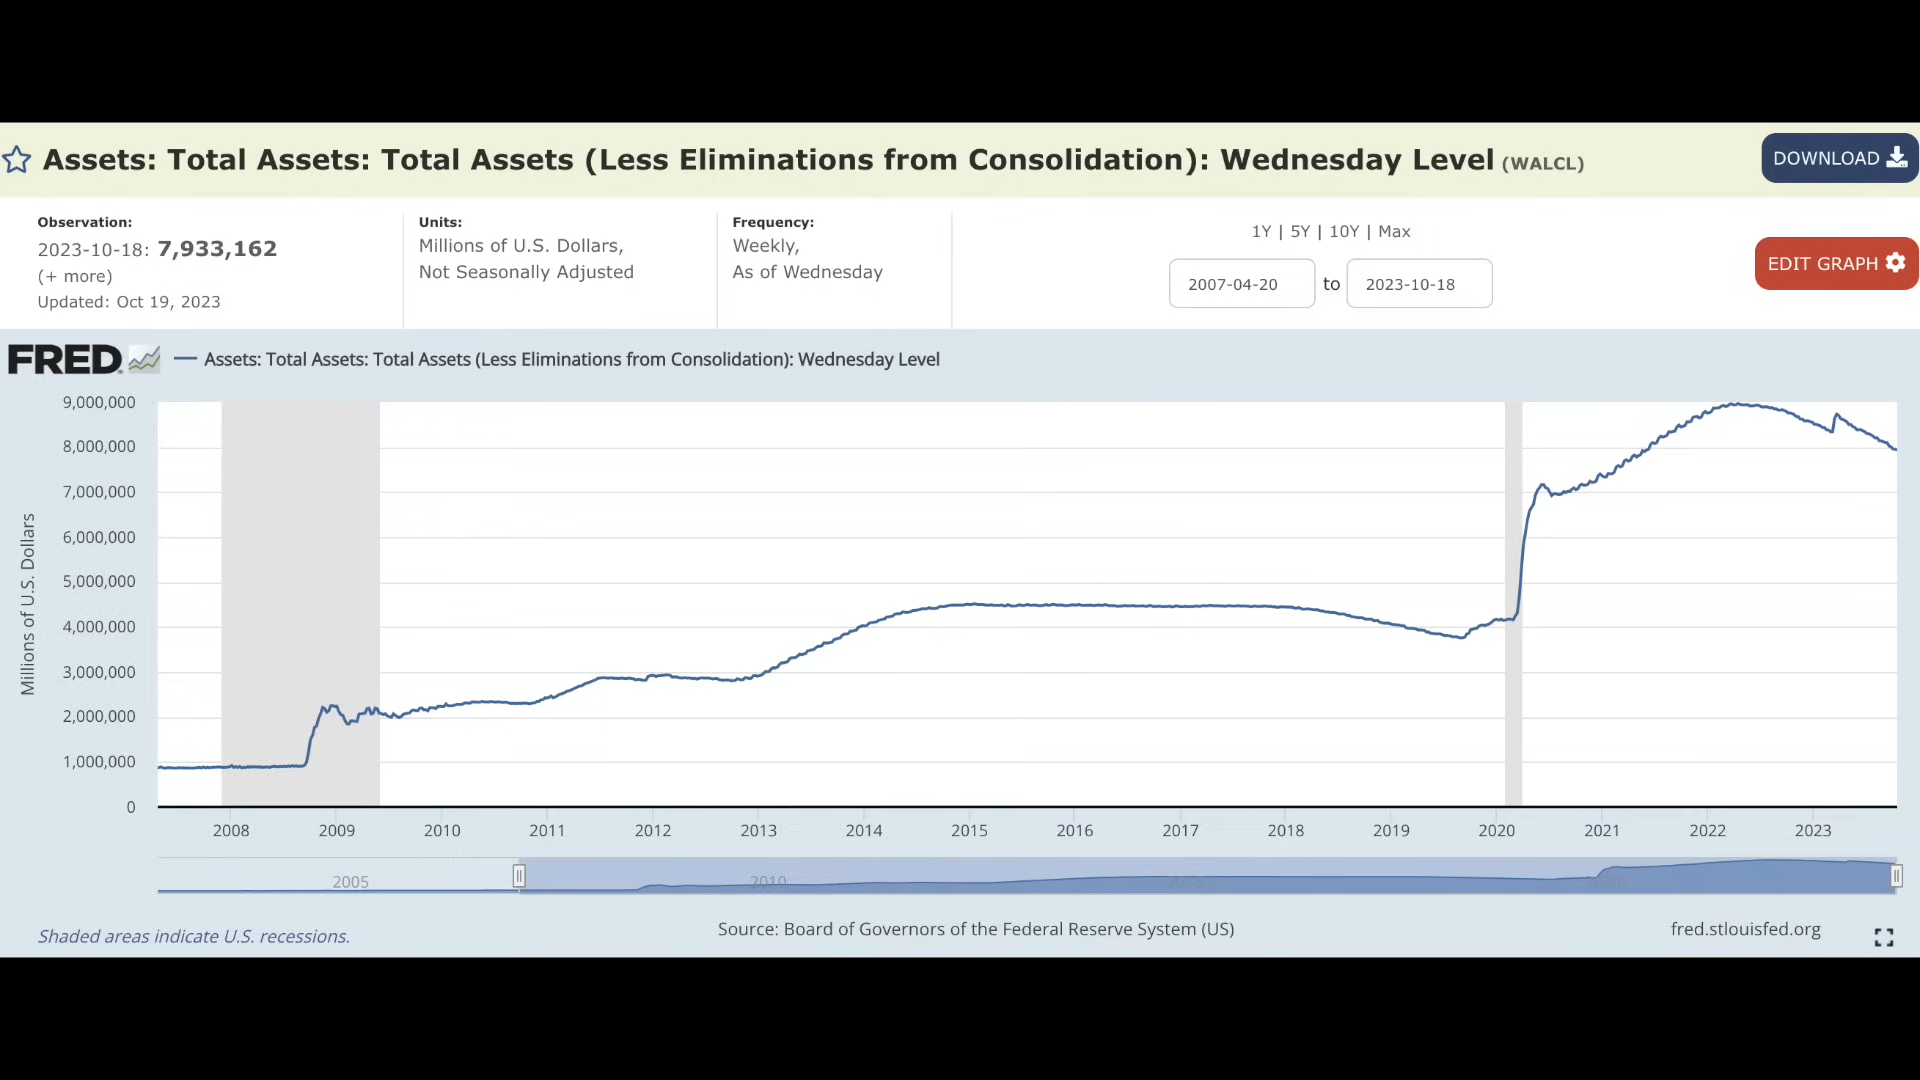 Assets: Total Assets: Total Assets (Less Eliminations from Consolidation): Wednesday Level (WALCL)
DOWNLOAD
Observation:
2023-10-18: 7,933,162
(+ more)
Updated: Oct 19, 2023
Units:
Millions of U.S. Dollars,
Not Seasonally Adjusted
Frequency:
Weekly,
As of Wednesday
1Y | 5Y | 10Y | Max
2007-04-20 to 2023-10-18
EDIT GRAPH
FRED
Assets: Total Assets: Total Assets (Less Eliminations from Consolidation): Wednesday Level
Millions of U.S. Dollars
9,000,000
8,000,000
7,000,000
6,000,000
5,000,000
4,000,000
3,000,000
2,000,000
1,000,000
0
2008 2009 2010 2011 2012 2013 2014 2015 2016 2017 2018 2019 2020 2021 2022 2023
2005 2010
Shaded areas indicate U.S. recessions.
Source: Board of Governors of the Federal Reserve System (US)
fred.stlouisfed.org